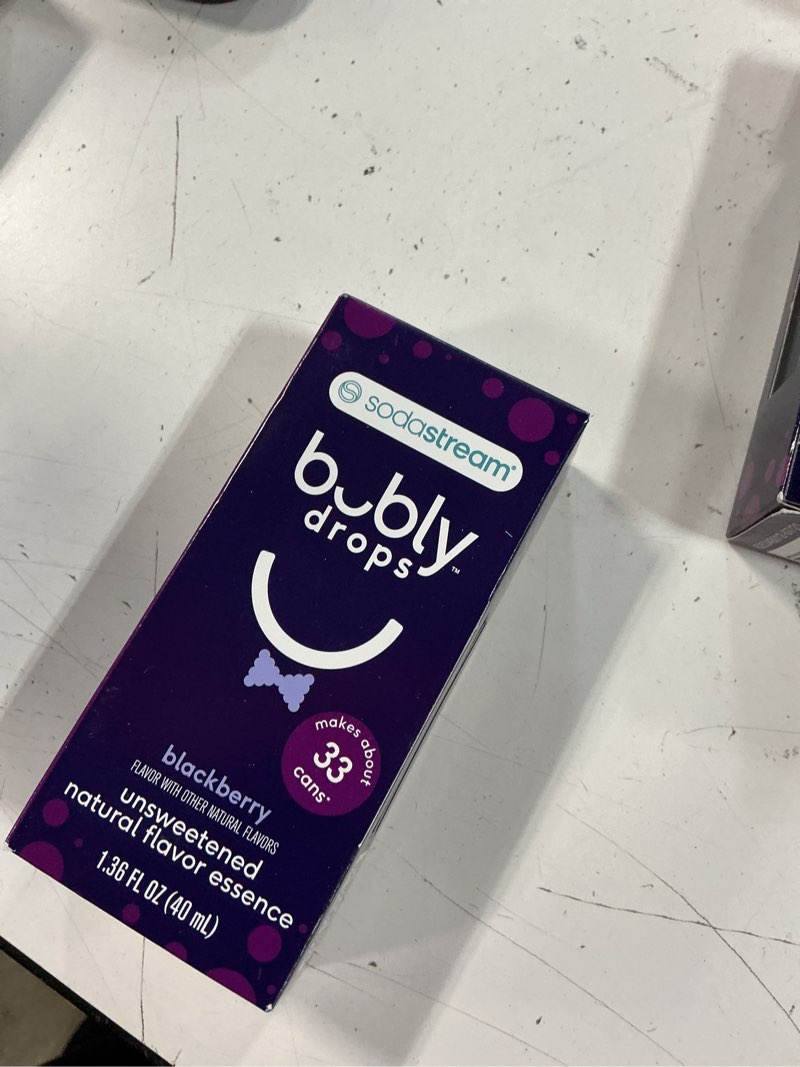 sodastream®
bubly™
drops
makes about
33
cans*
blackberry
FLAVOR WITH OTHER NATURAL FLAVORS
unsweetened
natural flavor essence
1.36 FL OZ (40 mL)